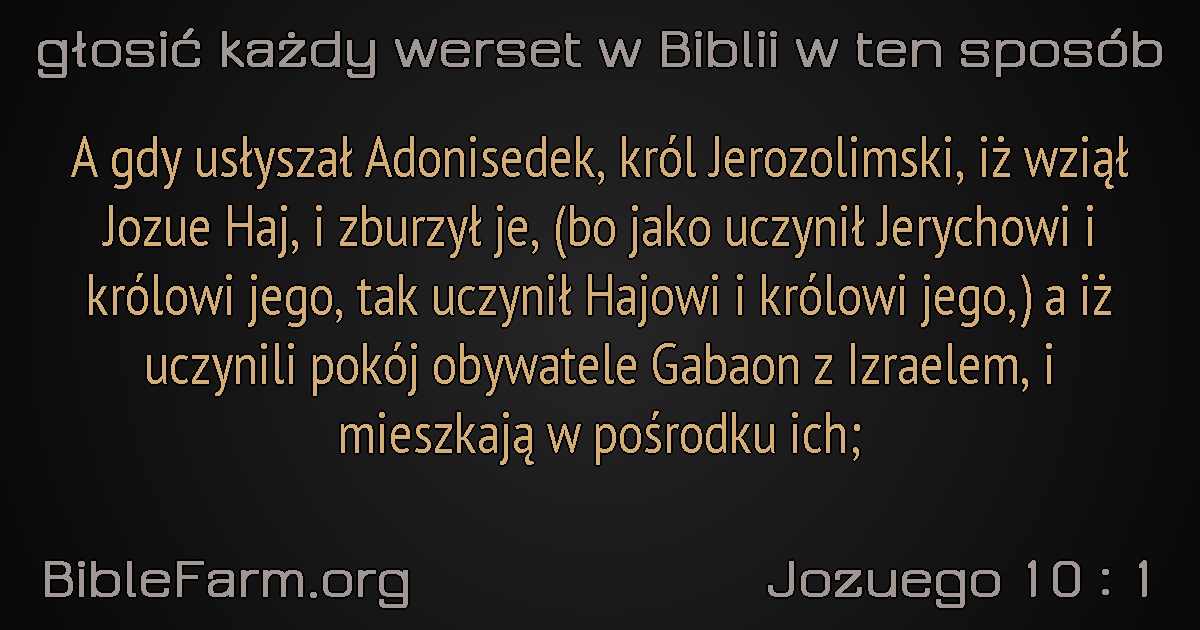 głosić każdy werset w Biblii w ten sposób
A gdy usłyszał Adonisedek, król Jerozolimski, iż wziął
Jozue Haj, i zburzył je, (bo jako uczynił Jerychowi i
królowi jego, tak uczynił Hajowi i królowi jego,) a iż
uczynili pokój obywatele Gabaon z Izraelem, i
mieszkają w pośrodku ich;
BibleFarm.org
Jozuego 10 : 1